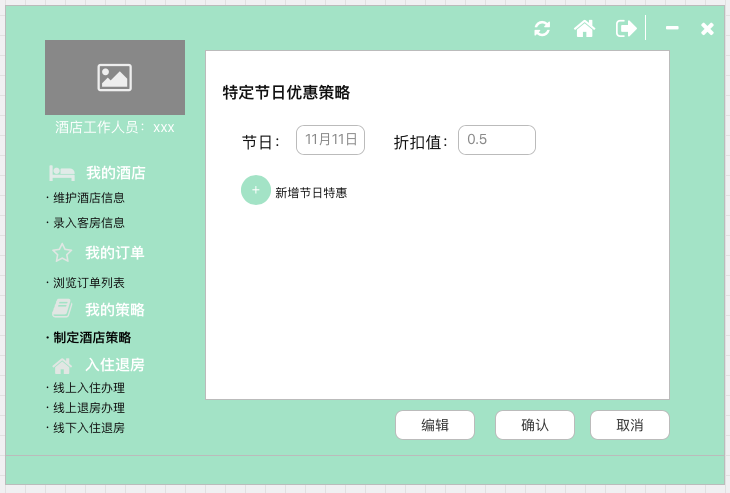 酒店工作人员：xxx
我的酒店
· 维护酒店信息
· 录入客房信息
我的订单
· 浏览订单列表
我的策略
· 制定酒店策略
入住退房
· 线上入住办理
· 线上退房办理
· 线下入住退房
特定节日优惠策略
节日： 11月11日 折扣值： 0.5
+ 新增节日特惠
编辑 确认 取消